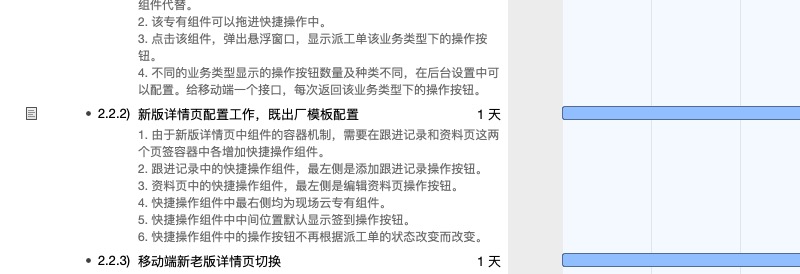 组件代替。
2. 该专有组件可以拖进快捷操作中。
3. 点击该组件，弹出悬浮窗口，显示派工单该业务类型下的操作按
钮。
4. 不同的业务类型显示的操作按钮数量及种类不同，在后台设置中可
以配置。给移动端一个接口，每次返回该业务类型下的操作按钮。
• 2.2.2) 新版详情页配置工作，既出厂模板配置 1 天
1. 由于新版详情页中组件的容器机制，需要在跟进记录和资料页这两
个页签容器中各增加快捷操作组件。
2. 跟进记录中的快捷操作组件，最左侧是添加跟进记录操作按钮。
3. 资料页中的快捷操作组件，最左侧是编辑资料页操作按钮。
4. 快捷操作组件中最右侧均为现场云专有组件。
5. 快捷操作组件中中间位置默认显示签到操作按钮。
6. 快捷操作组件中的操作按钮不再根据派工单的状态改变而改变。
• 2.2.3) 移动端新老版详情页切换 1 天